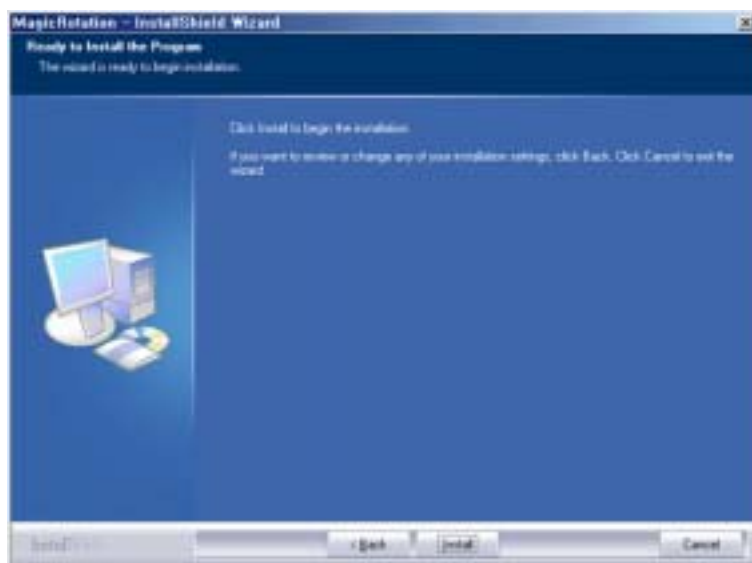 MagicRotation - InstallShield Wizard
Ready to Install the Program
The wizard is ready to begin installation.
Click Install to begin the installation.
If you want to review or change any of your installation settings, click Back. Click Cancel to exit the
wizard.
InstallShield
< Back
Install
Cancel